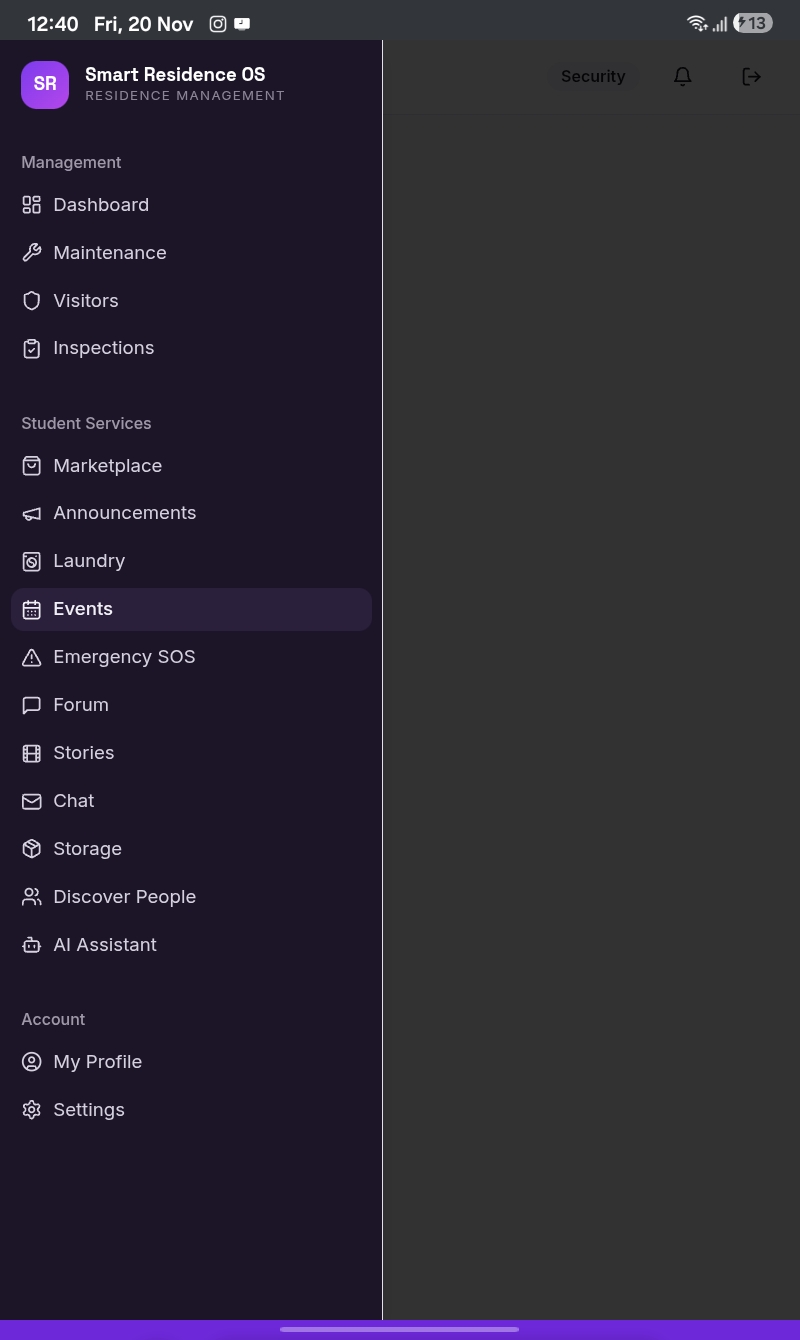 12:40 Fri, 20 Nov
13
SR
Smart Residence OS
RESIDENCE MANAGEMENT
Security
Management
Dashboard
Maintenance
Visitors
Inspections
Student Services
Marketplace
Announcements
Laundry
Events
Emergency SOS
Forum
Stories
Chat
Storage
Discover People
AI Assistant
Account
My Profile
Settings